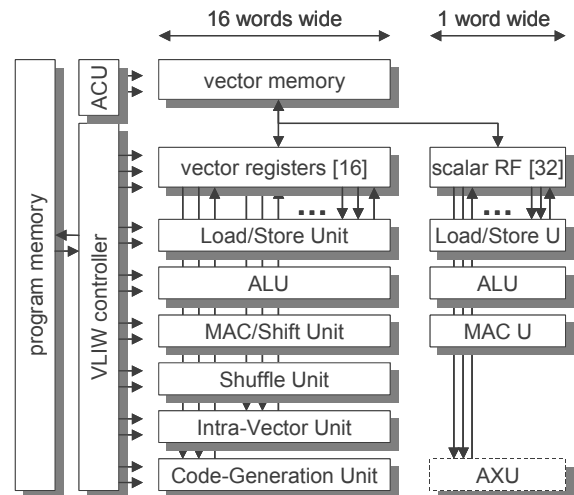 16 words wide
1 word wide
program memory
ACU
VLIW controller
vector memory
vector registers [16]
scalar RF [32]
...
...
Load/Store Unit
Load/Store U
ALU
ALU
MAC/Shift Unit
MAC U
Shuffle Unit
Intra-Vector Unit
Code-Generation Unit
AXU